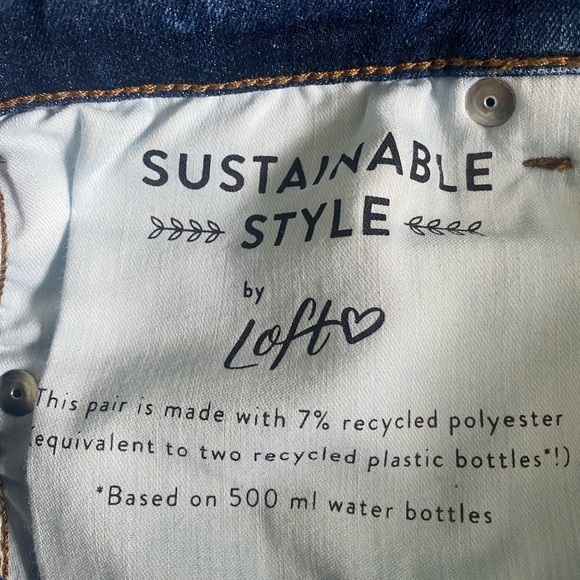 SUSTAINABLE
STYLE
by
Loft
This pair is made with 7% recycled polyester
(equivalent to two recycled plastic bottles*!)
*Based on 500 ml water bottles